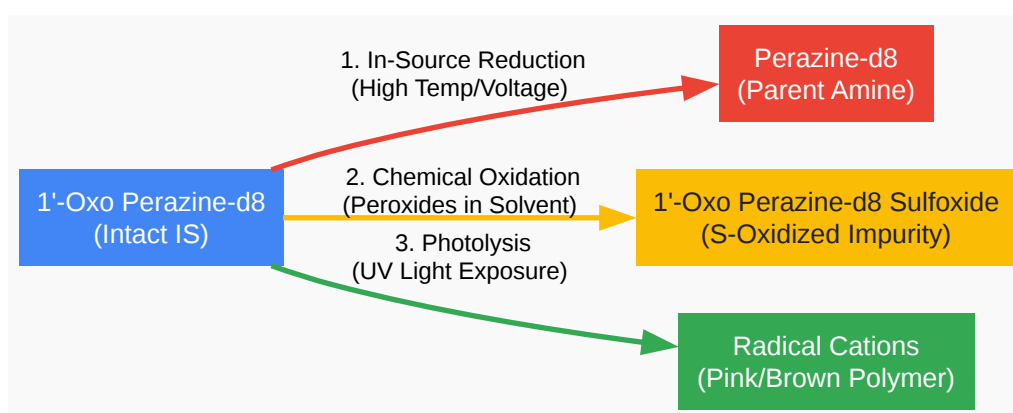 1. In-Source Reduction
(High Temp/Voltage)
Perazine-d8
(Parent Amine)
1'-Oxo Perazine-d8
(Intact IS)
2. Chemical Oxidation
(Peroxides in Solvent)
1'-Oxo Perazine-d8 Sulfoxide
(S-Oxidized Impurity)
3. Photolysis
(UV Light Exposure)
Radical Cations
(Pink/Brown Polymer)